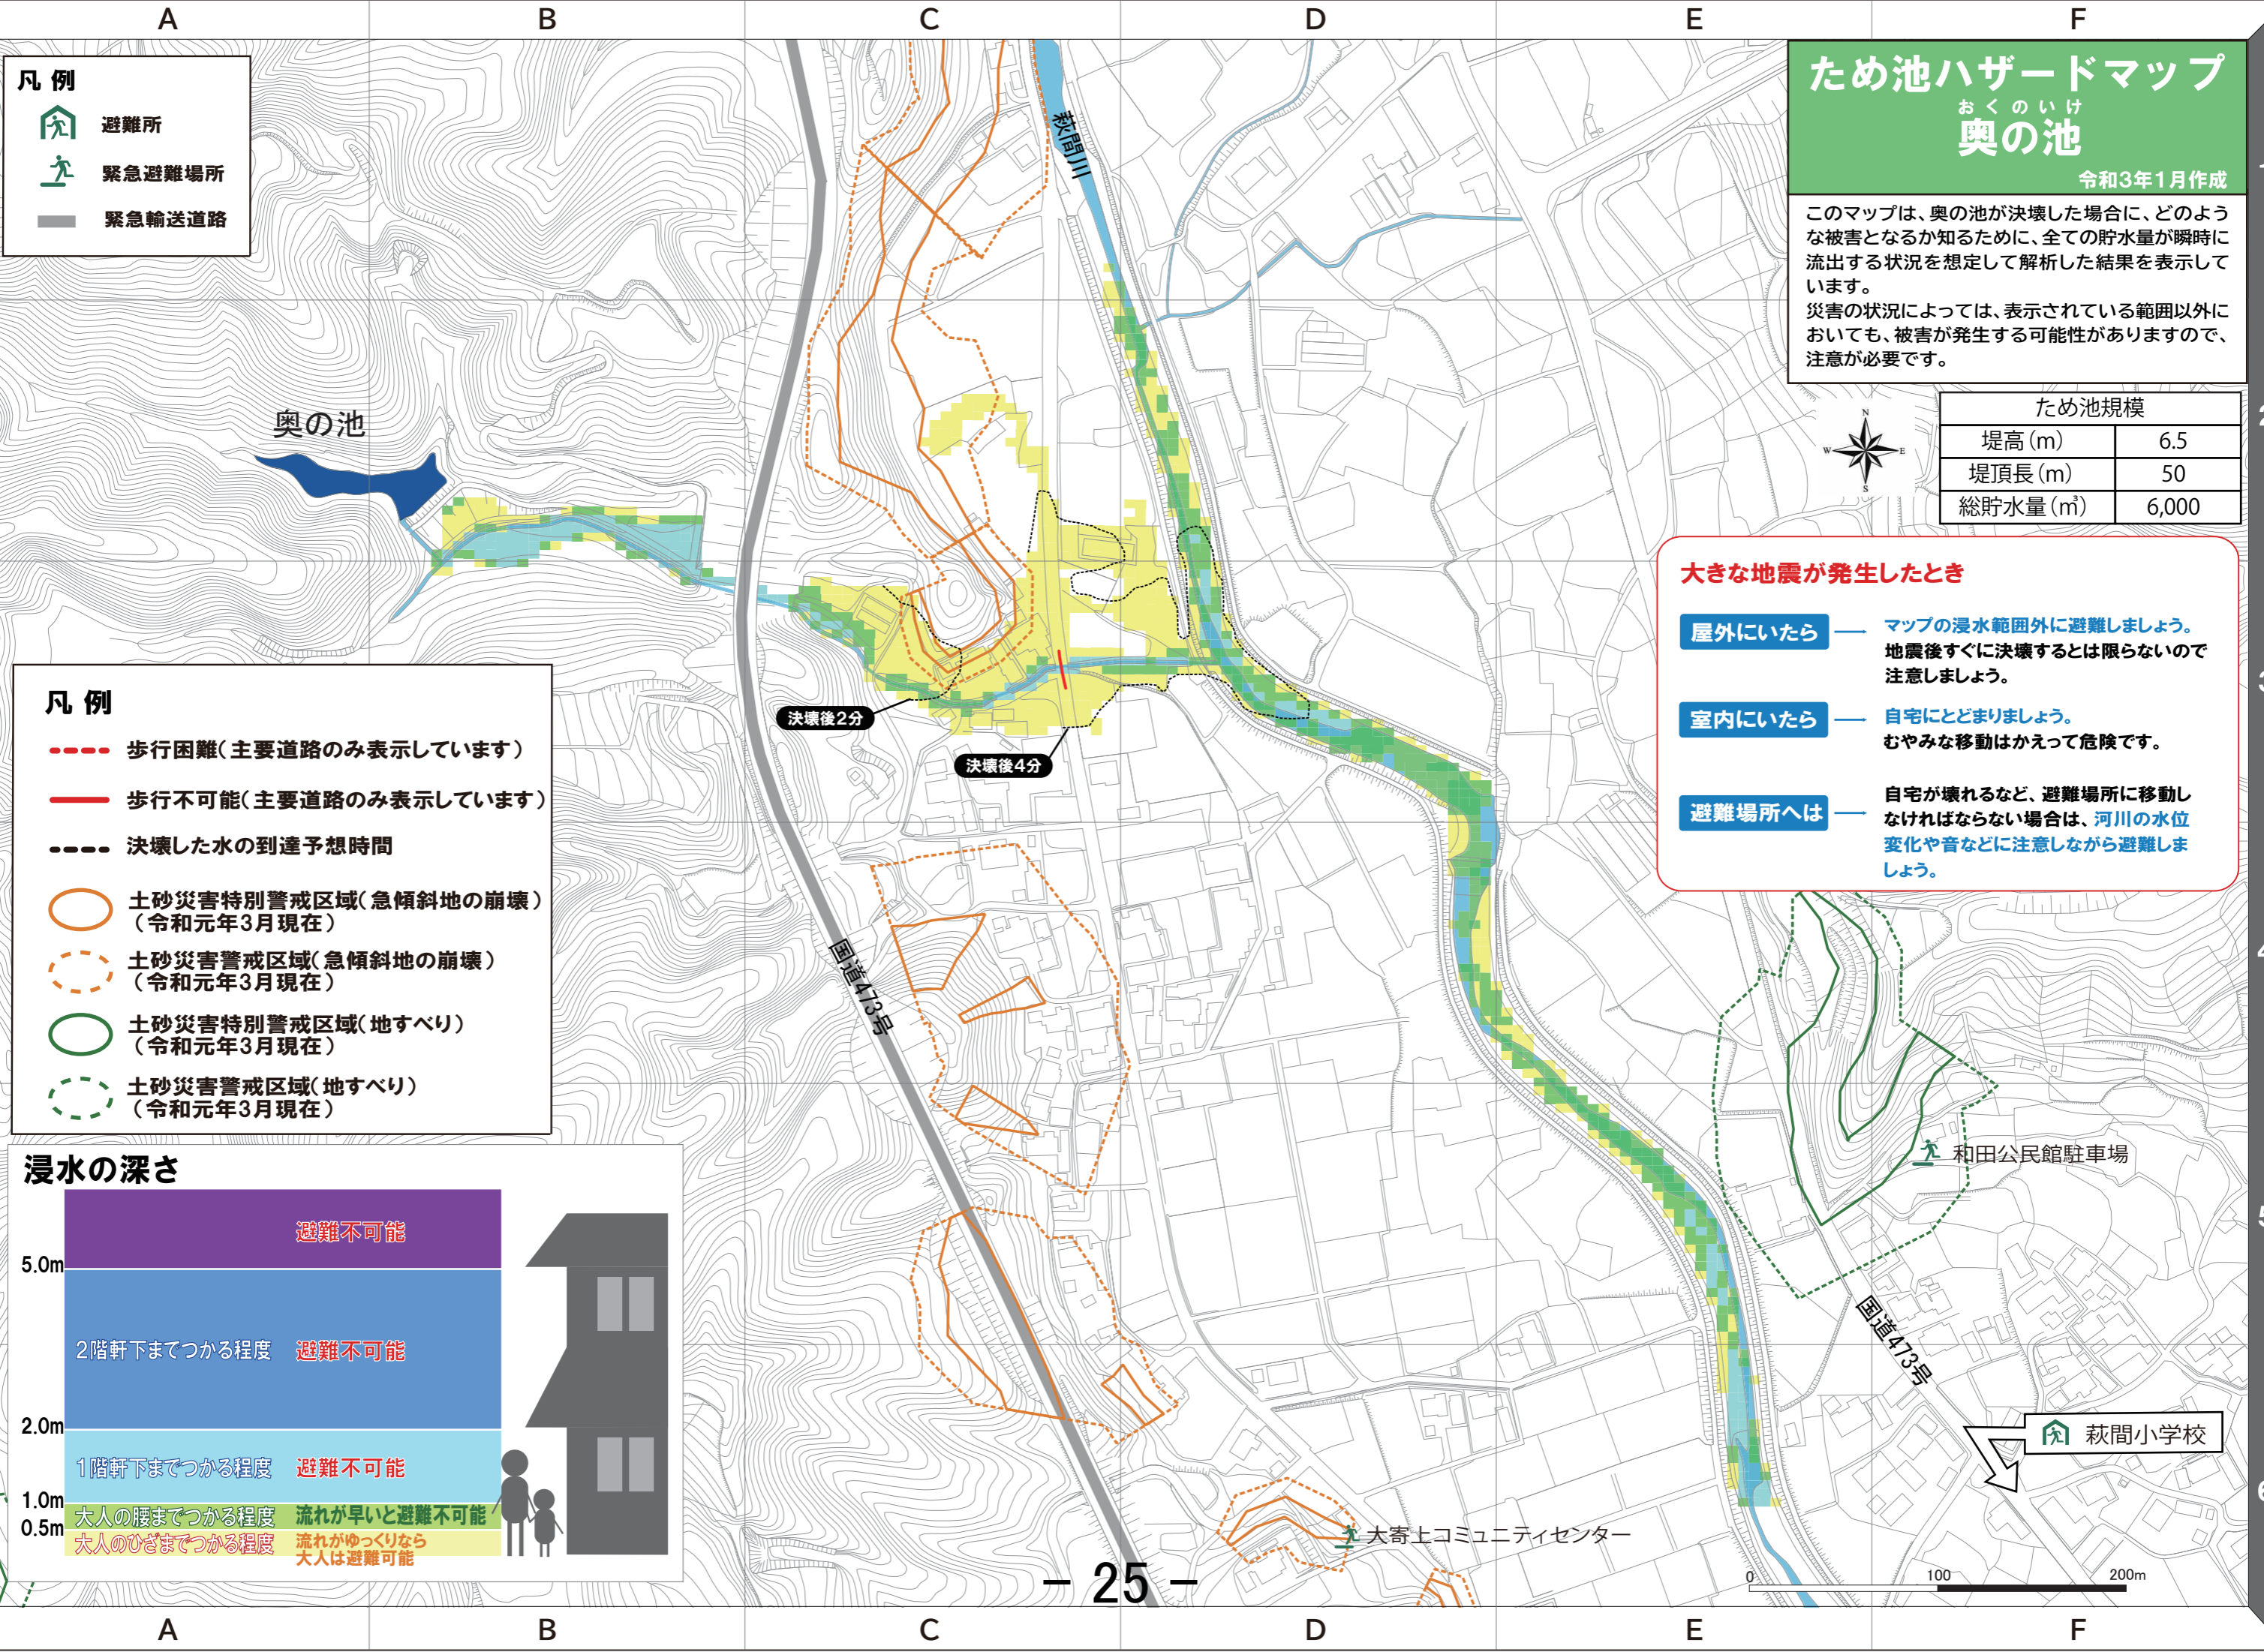 A B C D E F
凡 例
避難所
緊急避難場所
緊急輸送道路
ため池ハザードマップ
おくのいけ
奥の池
令和3年1月作成
このマップは、奥の池が決壊した場合に、どのよう
な被害となるか知るために、全ての貯水量が瞬時に
流出する状況を想定して解析した結果を表示して
います。
災害の状況によっては、表示されている範囲以外に
おいても、被害が発生する可能性がありますので、
注意が必要です。
萩間川
奥の池
N
W E
S
ため池規模
堤高(m) 6.5
堤頂長(m) 50
総貯水量(㎥) 6,000
大きな地震が発生したとき
屋外にいたら
マップの浸水範囲外に避難しましょう。
地震後すぐに決壊するとは限らないので
注意しましょう。
室内にいたら
自宅にとどまりましょう。
むやみな移動はかえって危険です。
避難場所へは
自宅が壊れるなど、避難場所に移動し
なければならない場合は、河川の水位
変化や音などに注意しながら避難しま
しょう。
決壊後2分
決壊後4分
凡 例
歩行困難(主要道路のみ表示しています)
歩行不可能(主要道路のみ表示しています)
決壊した水の到達予想時間
土砂災害特別警戒区域(急傾斜地の崩壊)
(令和元年3月現在)
土砂災害警戒区域(急傾斜地の崩壊)
(令和元年3月現在)
土砂災害特別警戒区域(地すべり)
(令和元年3月現在)
土砂災害警戒区域(地すべり)
(令和元年3月現在)
国道473号
和田公民館駐車場
浸水の深さ
避難不可能
5.0m
2階軒下までつかる程度 避難不可能
2.0m
1階軒下までつかる程度 避難不可能
1.0m
大人の腰までつかる程度 流れが早いと避難不可能
0.5m
大人のひざまでつかる程度 流れがゆっくりなら
大人は避難可能
国道473号
萩間小学校
大寄上コミュニティセンター
0 100 200m
- 25 -
A B C D E F